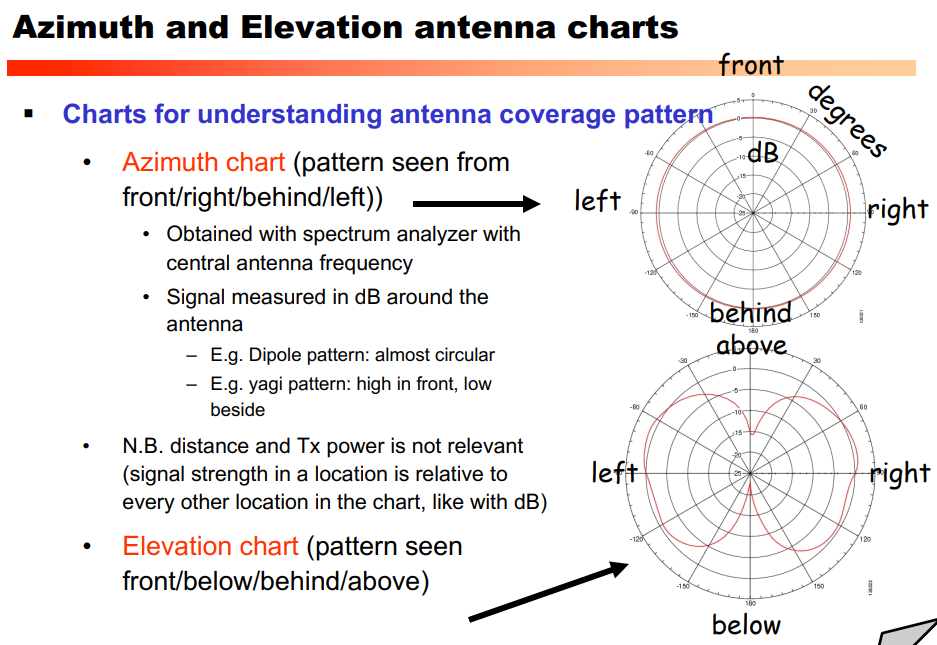 Azimuth and Elevation antenna charts
▪ Charts for understanding antenna coverage pattern
• Azimuth chart (pattern seen from
front/right/behind/left))
• Obtained with spectrum analyzer with
central antenna frequency
• Signal measured in dB around the
antenna
– E.g. Dipole pattern: almost circular
– E.g. yagi pattern: high in front, low
beside
• N.B. distance and Tx power is not relevant
(signal strength in a location is relative to
every other location in the chart, like with dB)
• Elevation chart (pattern seen
front/below/behind/above)
front
degrees
dB
left
right
behind
0
30
-60
60
-90
-120
120
-150
150
180
5
0
-5
-10
-15
-20
-25
above
left
right
below
-30
30
-60
60
-120
120
-150
150
180
0
-5
-10
-15
-20
-25